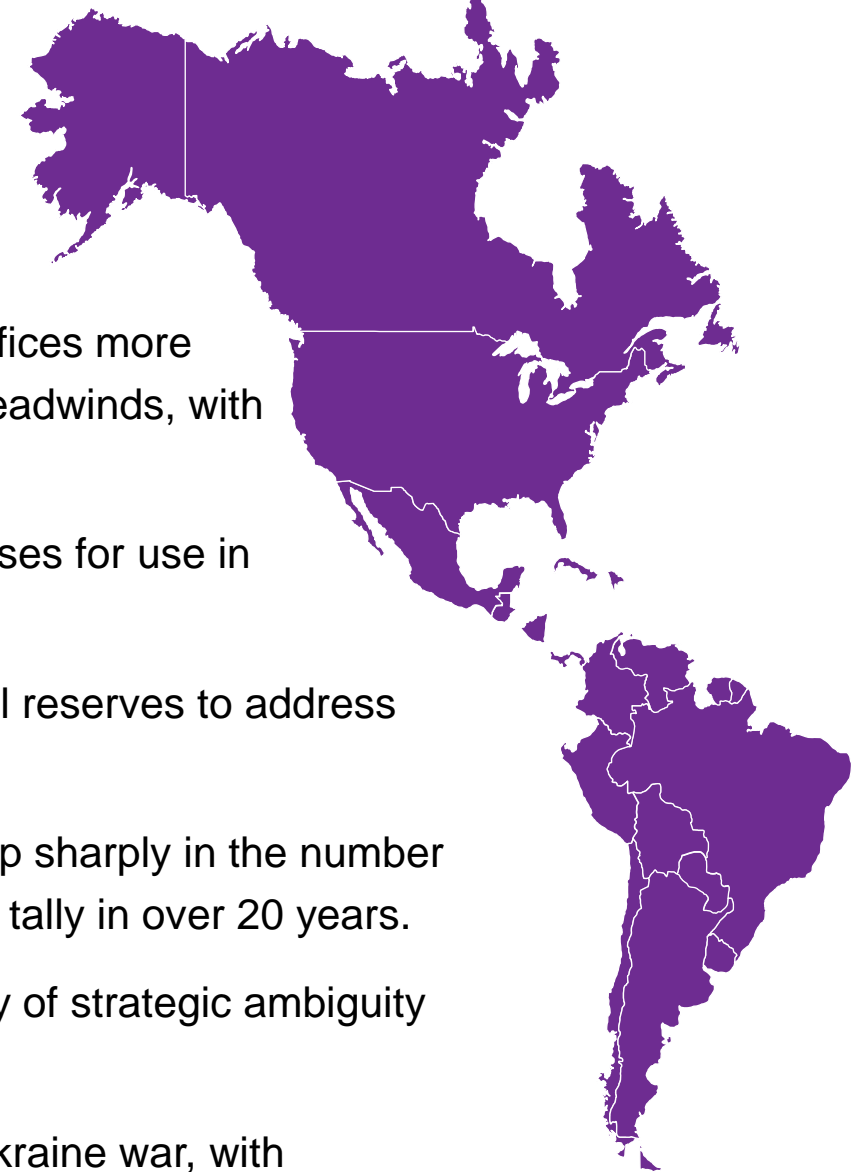 fices more
eadwinds, with
ses for use in
l reserves to address
p sharply in the number
tally in over 20 years.
y of strategic ambiguity
kraine war, with